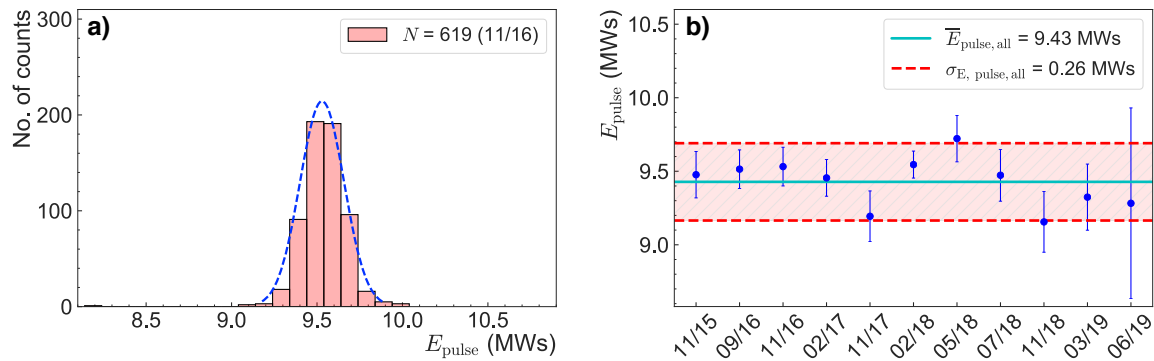 a)
N = 619 (11/16)
No. of counts
300
200
100
0
8.5 9.0 9.5 10.0 10.5
E_pulse (MWs)
b)
E̅_pulse, all = 9.43 MWs
σ_E, pulse, all = 0.26 MWs
E_pulse (MWs)
10.5
10.0
9.5
9.0
11/15 09/16 11/16 02/17 11/17 02/18 05/18 07/18 11/18 03/19 06/19